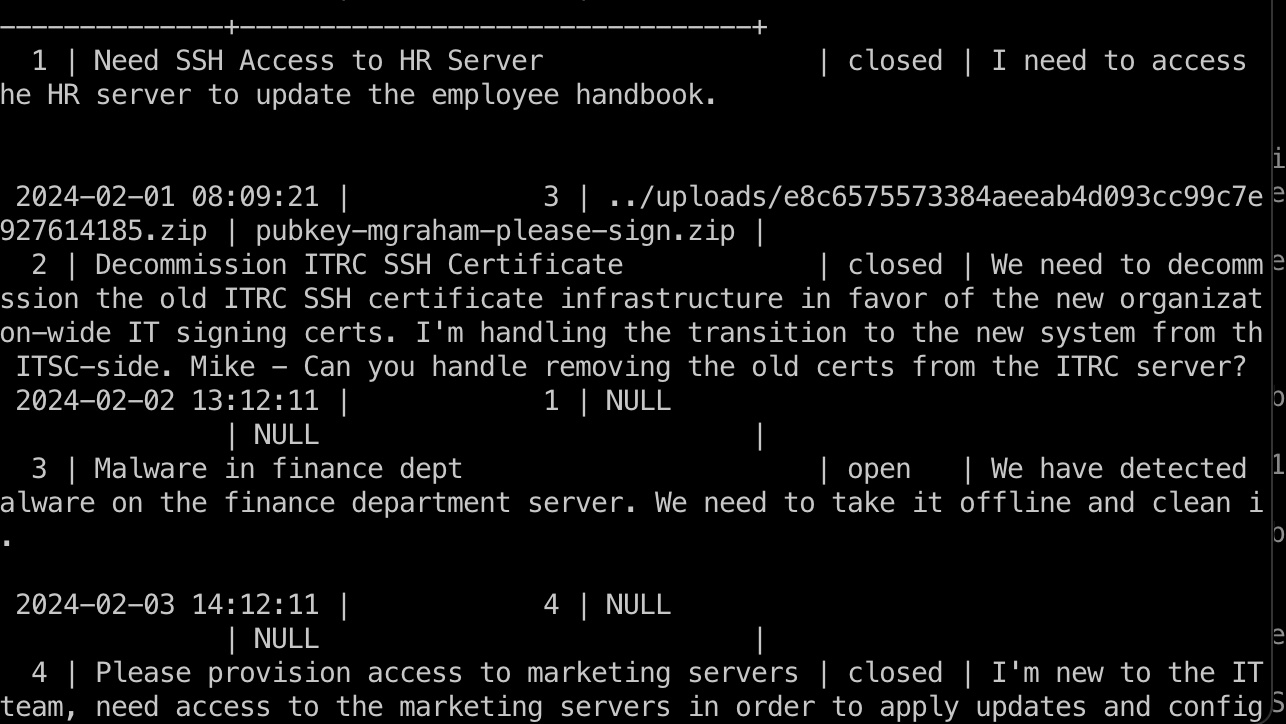 --------------+--------------------------------+
1 | Need SSH Access to HR Server | closed | I need to access
he HR server to update the employee handbook.
2024-02-01 08:09:21 | 3 | ../uploads/e8c6575573384aeeab4d093cc99c7e
927614185.zip | pubkey-mgraham-please-sign.zip |
2 | Decommission ITRC SSH Certificate | closed | We need to decomm
ssion the old ITRC SSH certificate infrastructure in favor of the new organizat
on-wide IT signing certs. I'm handling the transition to the new system from th
ITSC-side. Mike - Can you handle removing the old certs from the ITRC server?
2024-02-02 13:12:11 | 1 | NULL
| NULL |
3 | Malware in finance dept | open | We have detected
alware on the finance department server. We need to take it offline and clean i
.
2024-02-03 14:12:11 | 4 | NULL
| NULL |
4 | Please provision access to marketing servers | closed | I'm new to the IT
team, need access to the marketing servers in order to apply updates and config